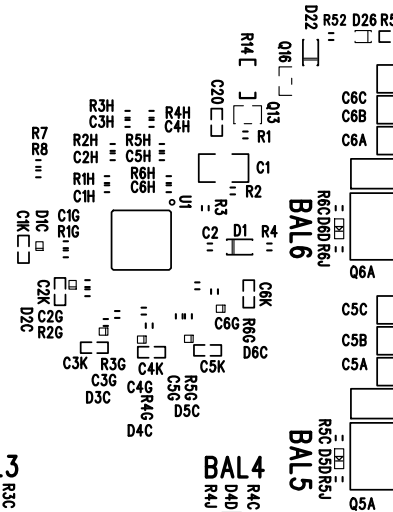 D22
R52
D26
R14
Q16
C20
Q13
C6C
C6B
C6A
R3H
C3H
R4H
C4H
R7
R8
R2H
C2H
R5H
C5H
R1
R1H
C1H
R6H
C6H
C1
R2
U1
R3
BAL6
R6C
D6D
R6J
Q6A
C1K
D1C
C1G
R1G
C2
D1
R4
C2K
D2C
C2G
R2G
C6K
C6G
R6G
D6C
C5C
C5B
C5A
C3K
R3G
C3G
D3C
C4K
C4G
R4G
D4C
C5K
C5G
R5G
D5C
BAL5
R5C
D5D
R5J
Q5A
R3C
BAL4
R4J
D4D
R4C